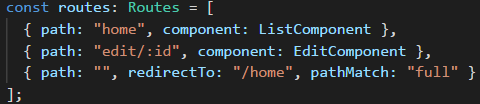 const routes: Routes = [
  { path: "home", component: ListComponent },
  { path: "edit/:id", component: EditComponent },
  { path: "", redirectTo: "/home", pathMatch: "full" }
];